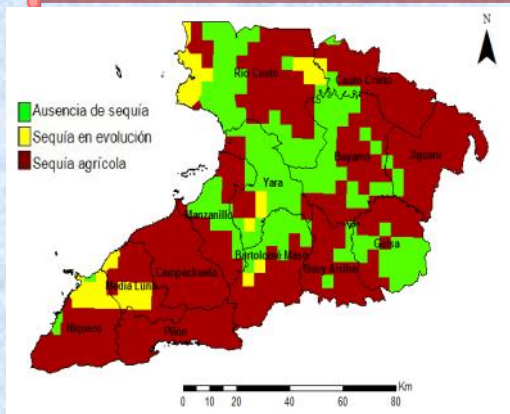 N
Río Cauto
Cauto Cristo
Ausencia de sequía
Sequía en evolución
Sequía agrícola
Bayamo
Jiguaní
Yara
Manzanillo
Guisa
Bartolomé Masó
Buey Arriba
Campechuela
Media Luna
Niquero
Pilón
Km
0 5 10 20 40 60 80